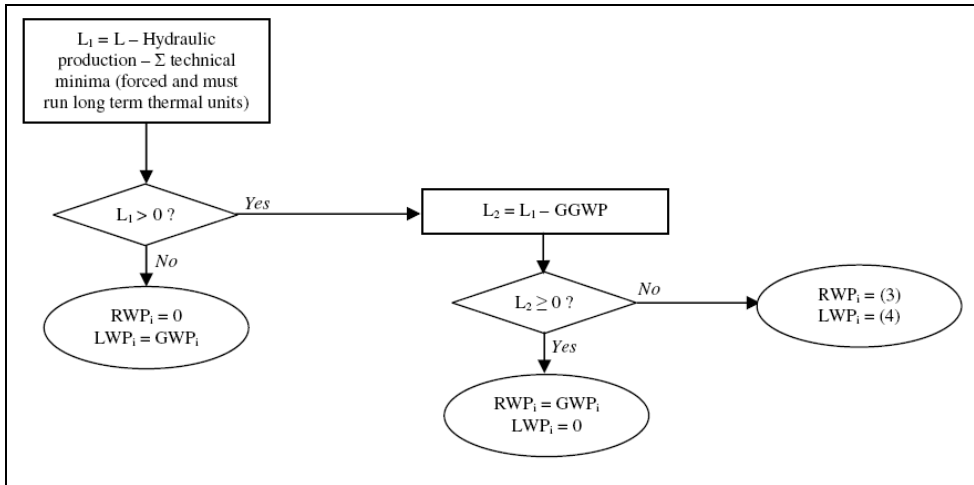 L₁ = L – Hydraulic
production – Σ technical
minima (forced and must
run long term thermal units)
L₁ > 0 ?
Yes
No
RWPᵢ = 0
LWPᵢ = GWPᵢ
L₂ = L₁ – GGWP
L₂ ≥ 0 ?
No
Yes
RWPᵢ = (3)
LWPᵢ = (4)
RWPᵢ = GWPᵢ
LWPᵢ = 0